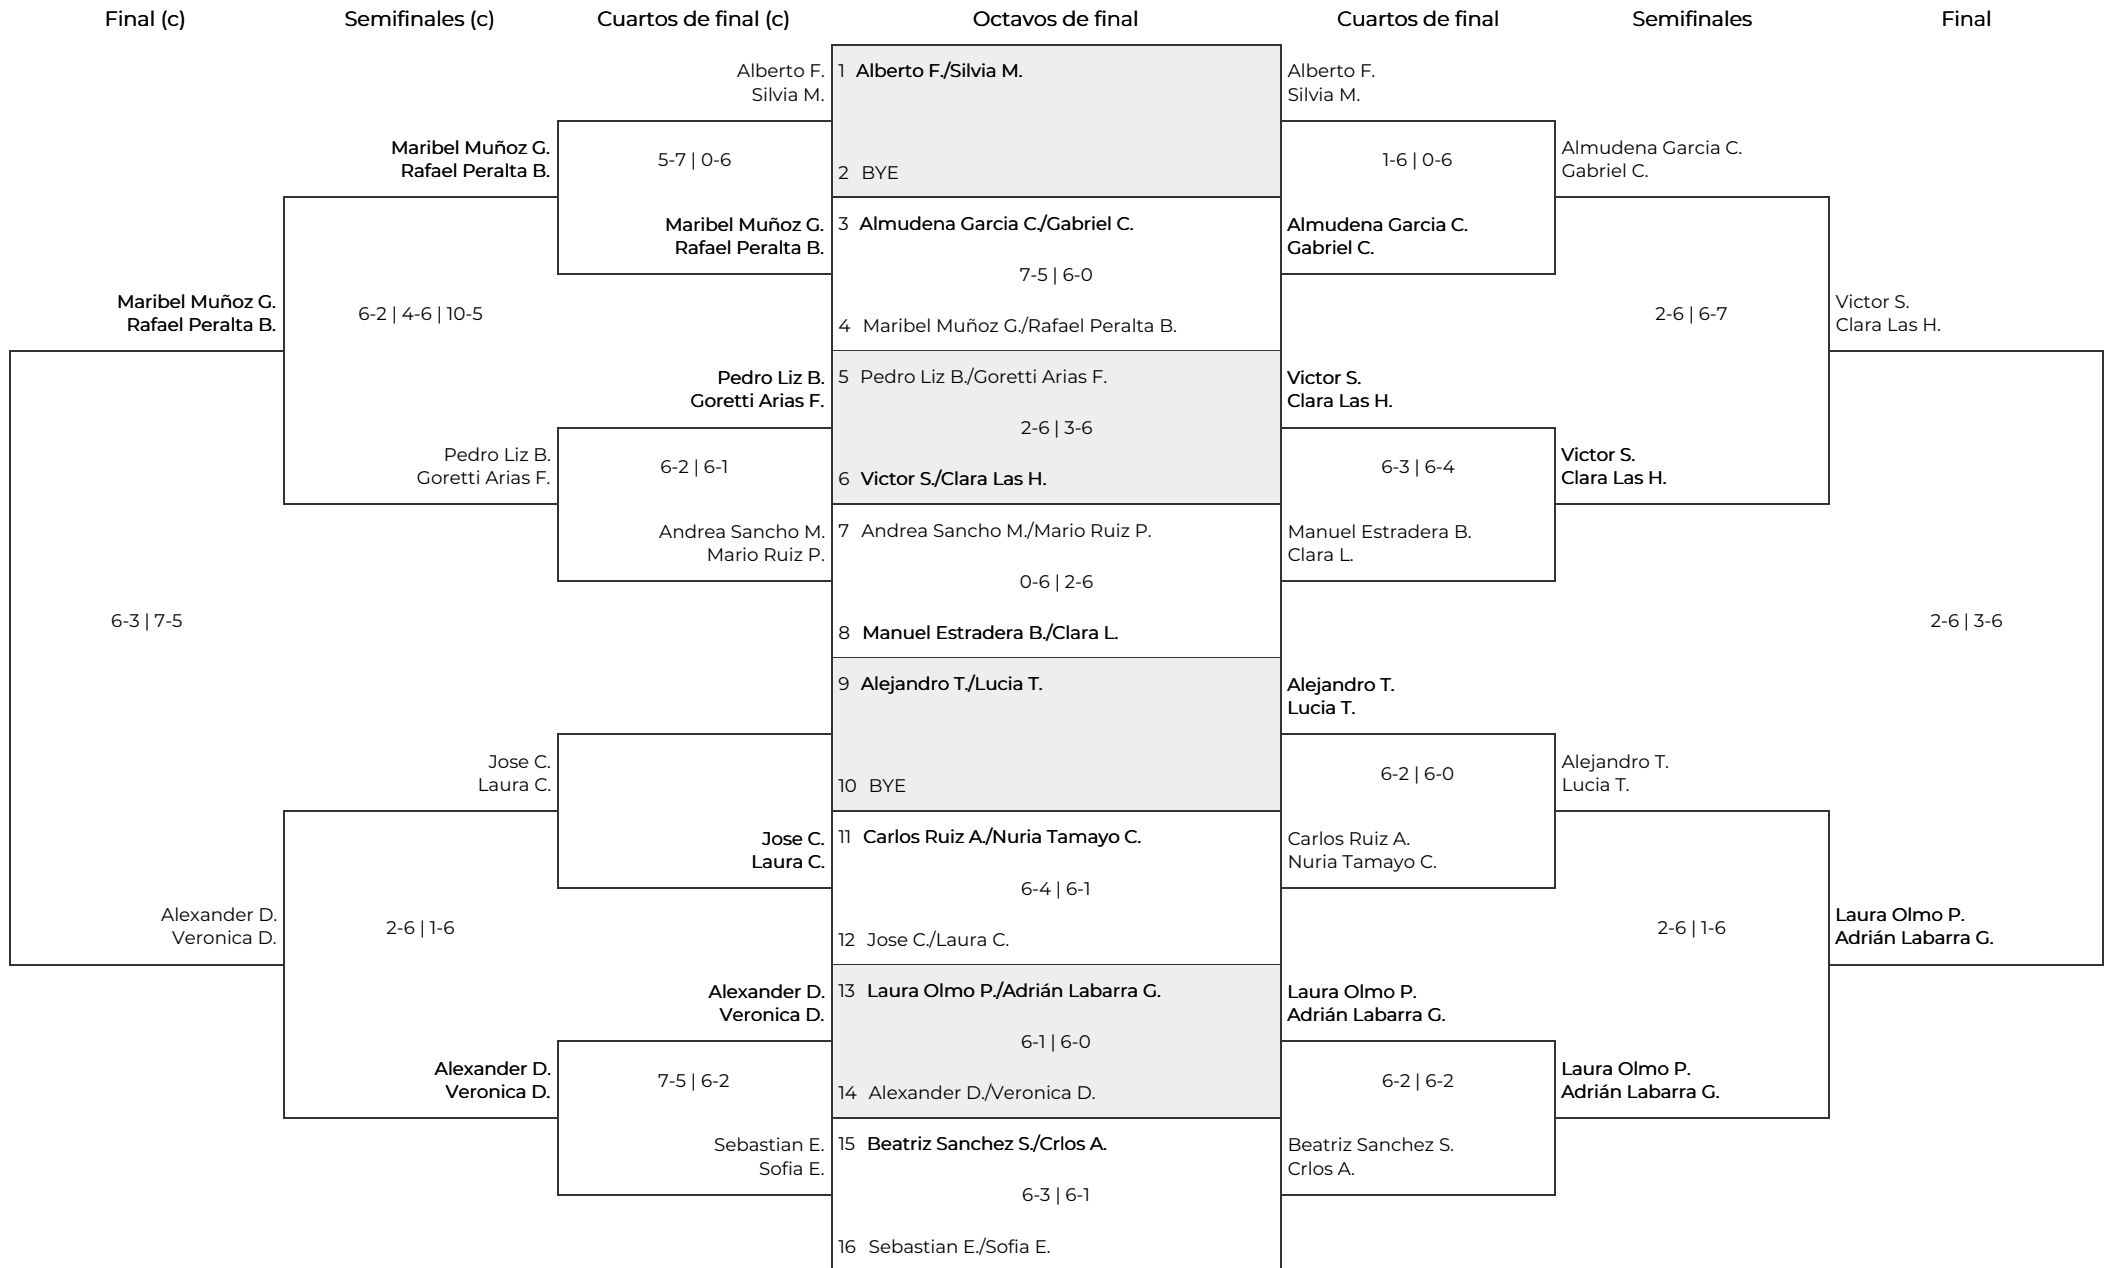 Final (c)
Semifinales (c)
Cuartos de final (c)
Octavos de final
Cuartos de final
Semifinales
Final
Maribel Muñoz G.
Rafael Peralta B.
6-3 | 7-5
Alexander D.
Veronica D.
Maribel Muñoz G.
Rafael Peralta B.
6-2 | 4-6 | 10-5
Pedro Liz B.
Goretti Arias F.
Jose C.
Laura C.
2-6 | 1-6
Alexander D.
Veronica D.
Alberto F.
Silvia M.
5-7 | 0-6
Maribel Muñoz G.
Rafael Peralta B.
Pedro Liz B.
Goretti Arias F.
6-2 | 6-1
Andrea Sancho M.
Mario Ruiz P.
Jose C.
Laura C.
Alexander D.
Veronica D.
7-5 | 6-2
Sebastian E.
Sofia E.
1 Alberto F./Silvia M.
2 BYE
3 Almudena Garcia C./Gabriel C.
7-5 | 6-0
4 Maribel Muñoz G./Rafael Peralta B.
5 Pedro Liz B./Goretti Arias F.
2-6 | 3-6
6 Victor S./Clara Las H.
7 Andrea Sancho M./Mario Ruiz P.
0-6 | 2-6
8 Manuel Estradera B./Clara L.
9 Alejandro T./Lucia T.
10 BYE
11 Carlos Ruiz A./Nuria Tamayo C.
6-4 | 6-1
12 Jose C./Laura C.
13 Laura Olmo P./Adrián Labarra G.
6-1 | 6-0
14 Alexander D./Veronica D.
15 Beatriz Sanchez S./Crlos A.
6-3 | 6-1
16 Sebastian E./Sofia E.
Alberto F.
Silvia M.
1-6 | 0-6
Almudena Garcia C.
Gabriel C.
Victor S.
Clara Las H.
6-3 | 6-4
Manuel Estradera B.
Clara L.
Alejandro T.
Lucia T.
6-2 | 6-0
Carlos Ruiz A.
Nuria Tamayo C.
Laura Olmo P.
Adrián Labarra G.
6-2 | 6-2
Beatriz Sanchez S.
Crlos A.
Almudena Garcia C.
Gabriel C.
2-6 | 6-7
Victor S.
Clara Las H.
Alejandro T.
Lucia T.
2-6 | 1-6
Laura Olmo P.
Adrián Labarra G.
Victor S.
Clara Las H.
2-6 | 3-6
Laura Olmo P.
Adrián Labarra G.